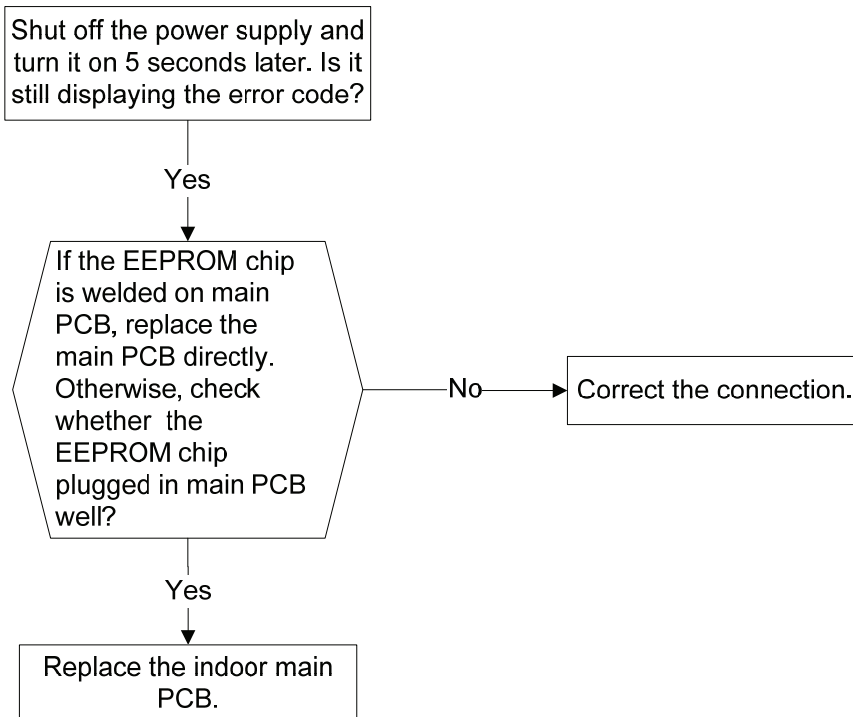 Shut off the power supply and
turn it on 5 seconds later. Is it
still displaying the error code?
Yes
If the EEPROM chip
is welded on main
PCB, replace the
main PCB directly.
Otherwise, check
whether  the
EEPROM chip
plugged in main PCB
well?
No
Correct the connection.
Yes
Replace the indoor main
PCB.